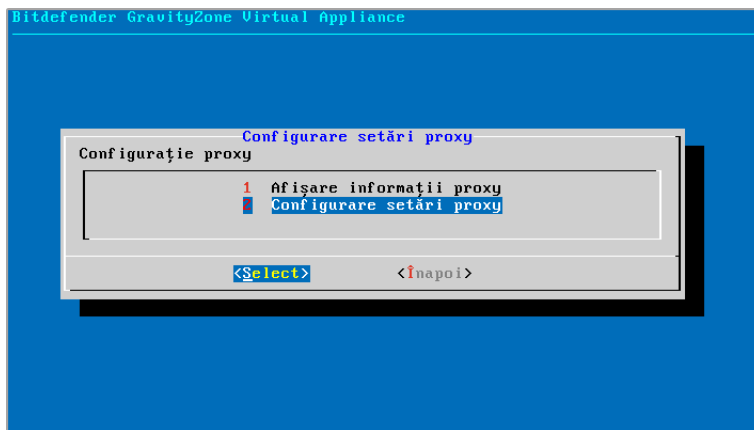 Bitdefender GravityZone Virtual Appliance
Configurare setări proxy
Configurație proxy
1 Afișare informații proxy
2 Configurare setări proxy
<Select> <Înapoi>